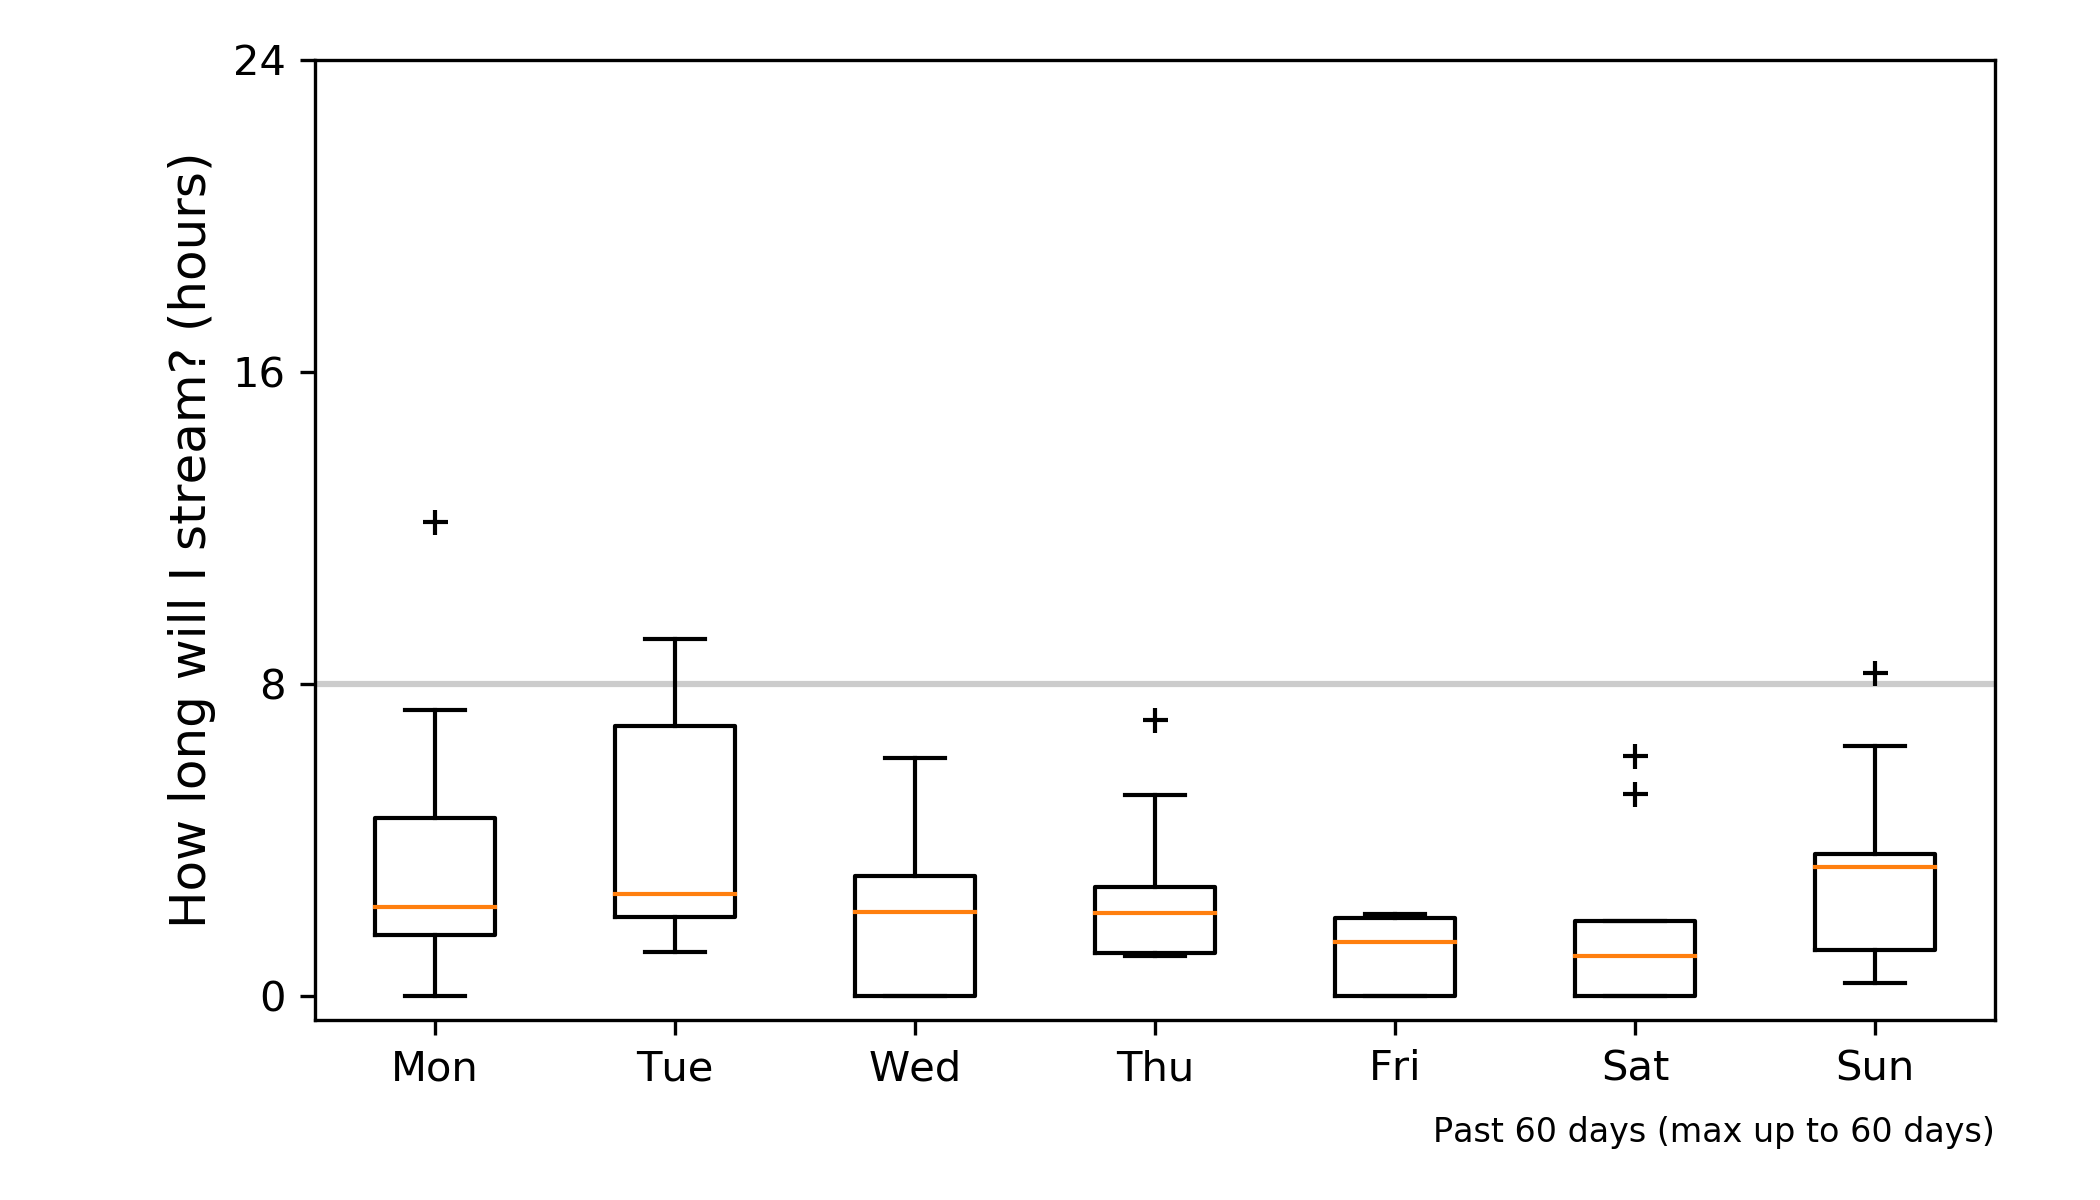 How long will I stream? (hours)
24
16
8
0
Mon Tue Wed Thu Fri Sat Sun
Past 60 days (max up to 60 days)